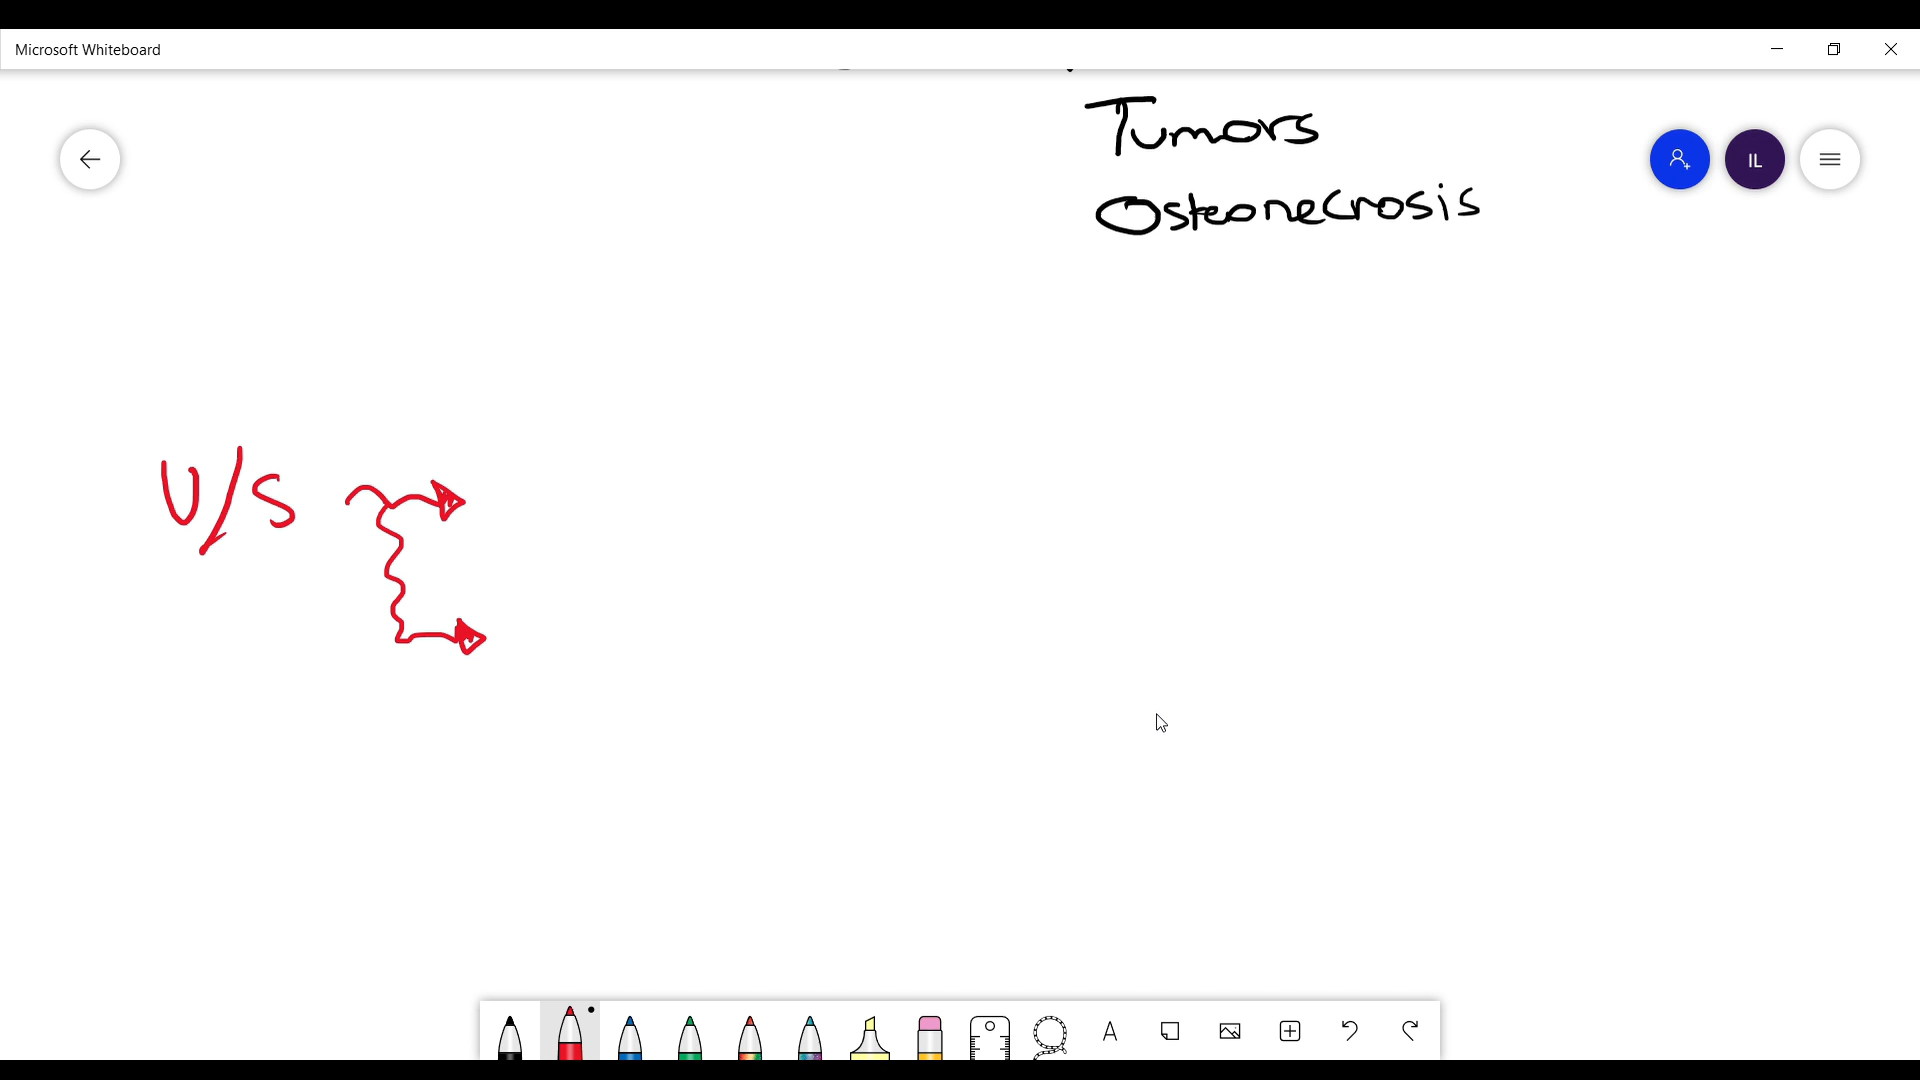 Microsoft Whiteboard
Tumors
IL
Osteonecrosis
U/S
A